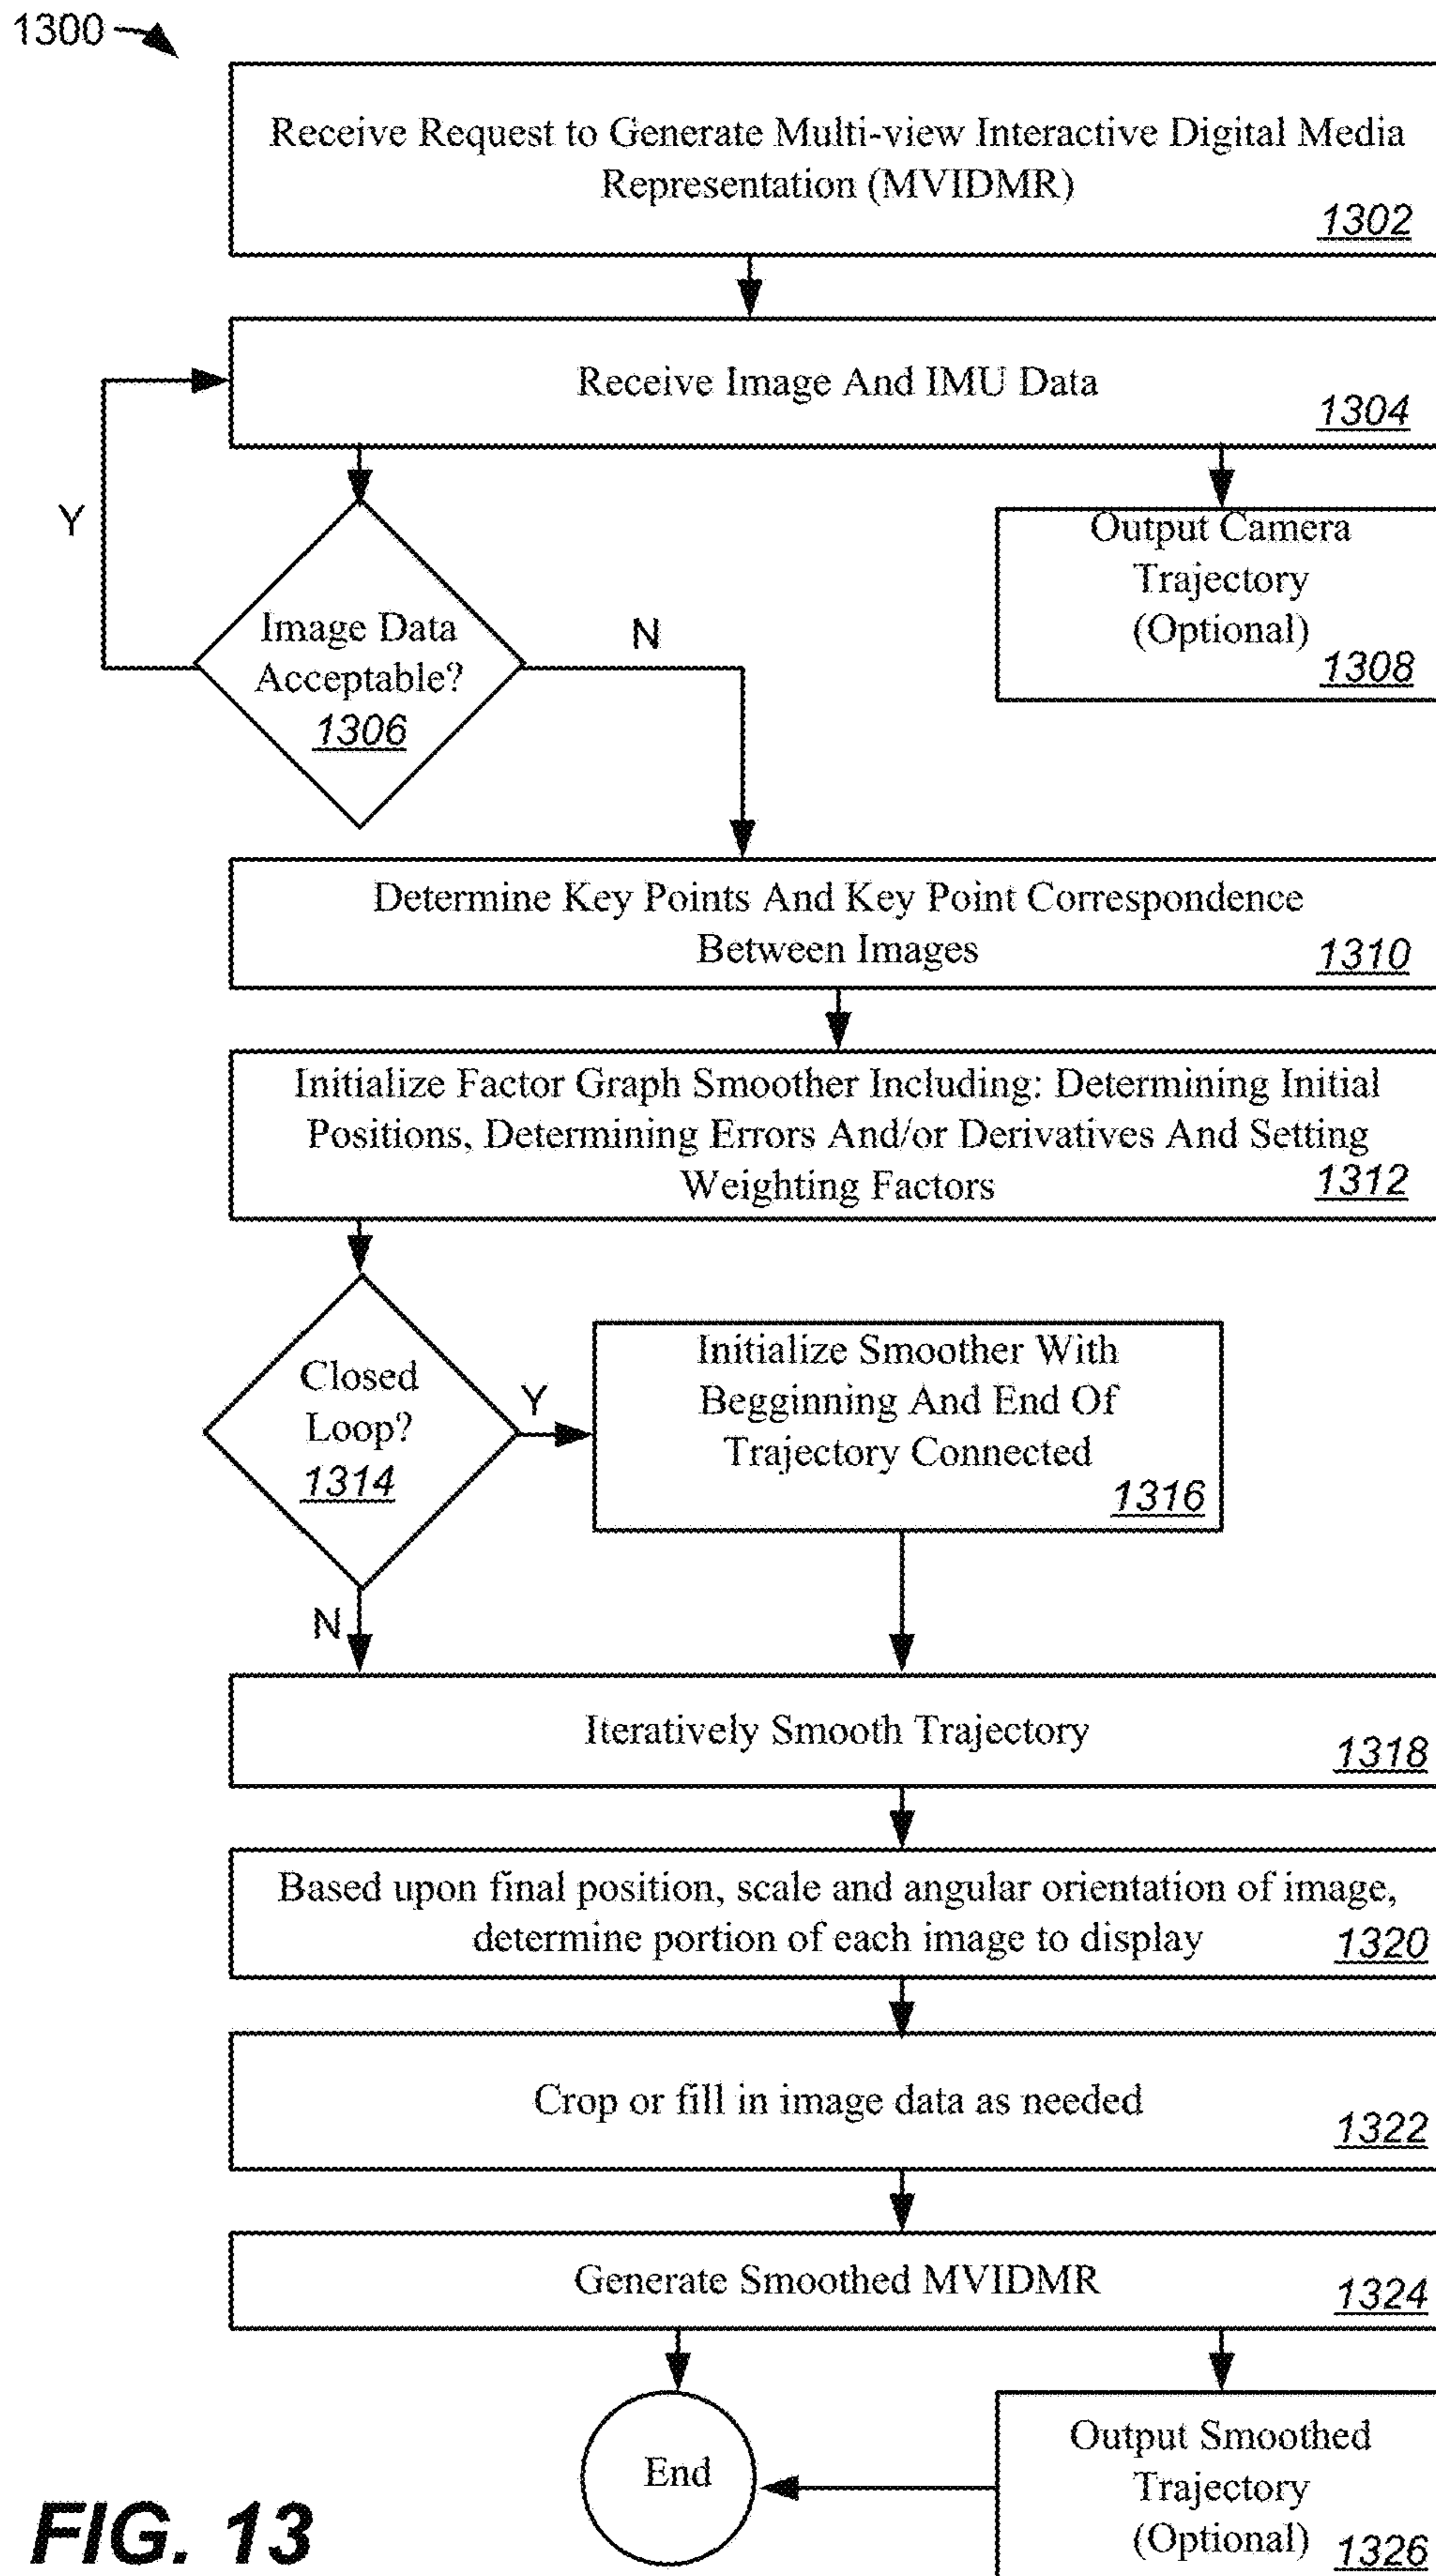 1300
Receive Request to Generate Multi-view Interactive Digital Media
Representation (MVIDMR)
1302
Receive Image And IMU Data
1304
Y
Image Data
Acceptable?
1306
N
Output Camera
Trajectory
(Optional)
1308
Determine Key Points And Key Point Correspondence
Between Images
1310
Initialize Factor Graph Smoother Including: Determining Initial
Positions, Determining Errors And/or Derivatives And Setting
Weighting Factors
1312
Closed
Loop?
1314
Y
Initialize Smoother With
Begginning And End Of
Trajectory Connected
1316
N
Iteratively Smooth Trajectory
1318
Based upon final position, scale and angular orientation of image,
determine portion of each image to display
1320
Crop or fill in image data as needed
1322
Generate Smoothed MVIDMR
1324
End
Output Smoothed
Trajectory
(Optional)
1326
FIG. 13